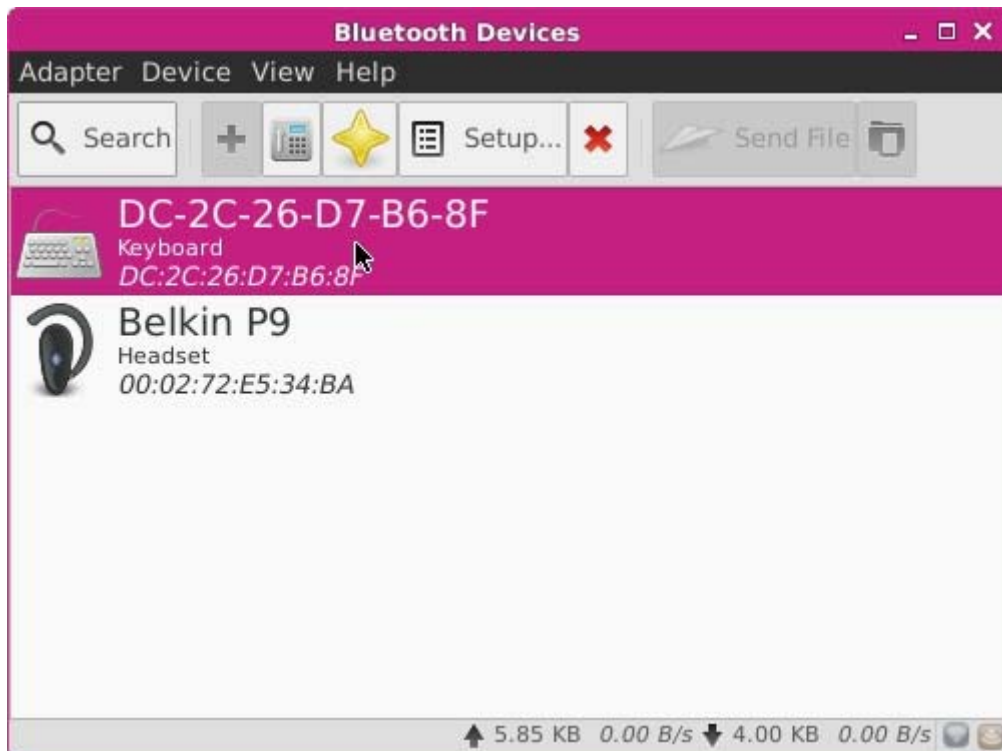 Bluetooth Devices
Adapter Device View Help
Search Setup... Send File
DC-2C-26-D7-B6-8F
Keyboard
DC:2C:26:D7:B6:8F
Belkin P9
Headset
00:02:72:E5:34:BA
5.85 KB 0.00 B/s 4.00 KB 0.00 B/s